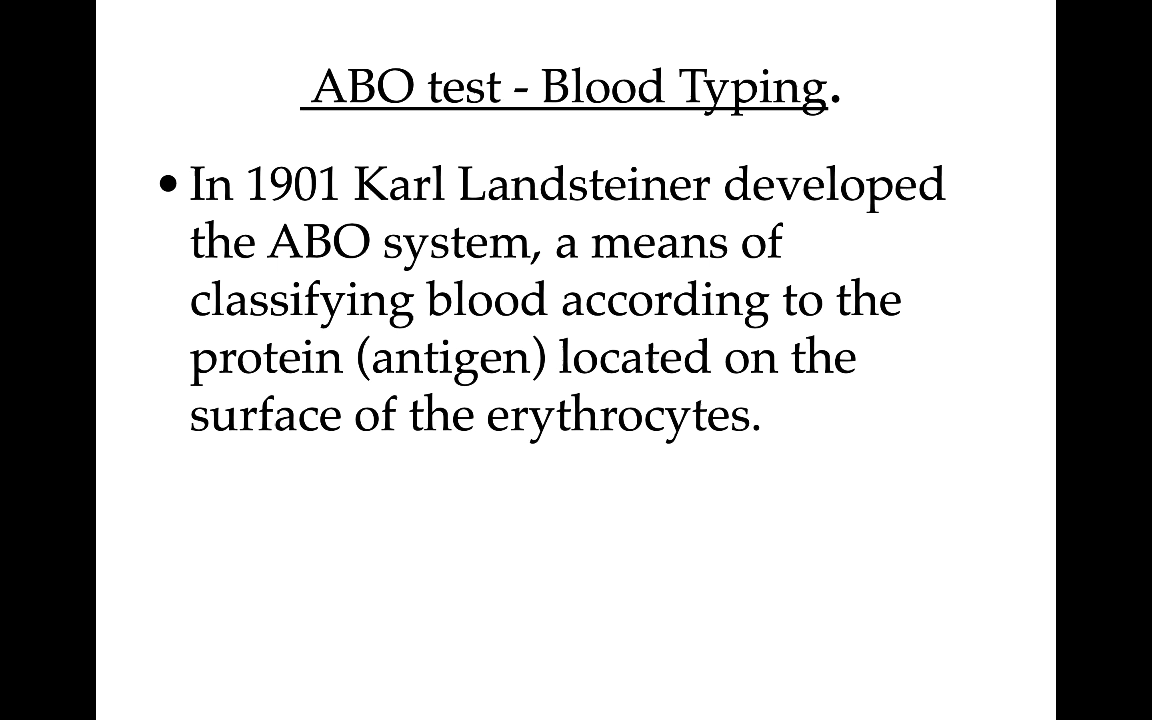 ABO test - Blood Typing.
• In 1901 Karl Landsteiner developed
the ABO system, a means of
classifying blood according to the
protein (antigen) located on the
surface of the erythrocytes.